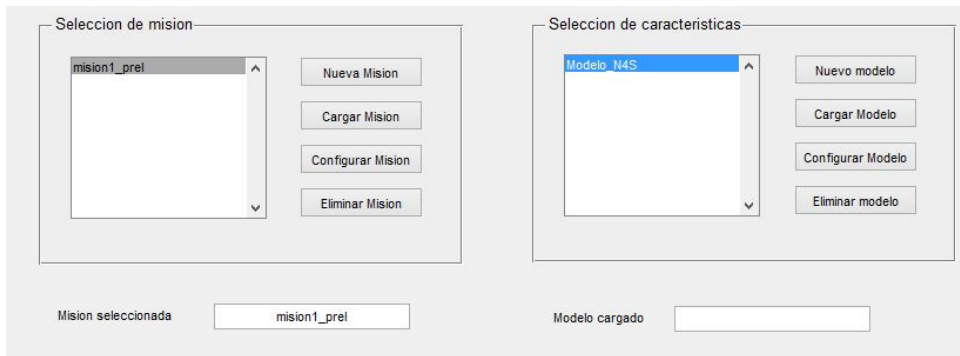 Seleccion de mision
mision1_prel
Nueva Mision
Cargar Mision
Configurar Mision
Eliminar Mision
Mision seleccionada
mision1_prel
Seleccion de caracteristicas
Modelo_N4S
Nuevo modelo
Cargar Modelo
Configurar Modelo
Eliminar modelo
Modelo cargado